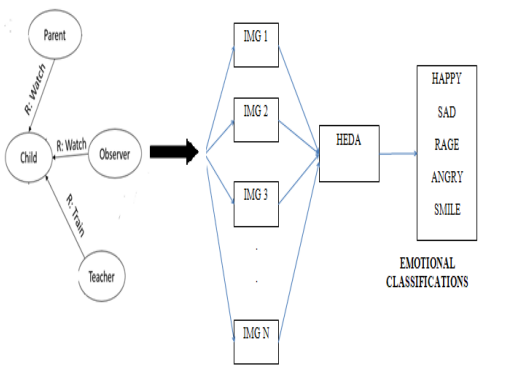 Parent
R: Watch
Child
R: Watch
Observer
R: Train
Teacher
IMG 1
IMG 2
IMG 3
.
.
IMG N
HEDA
HAPPY
SAD
RAGE
ANGRY
SMILE
EMOTIONAL
CLASSIFICATIONS